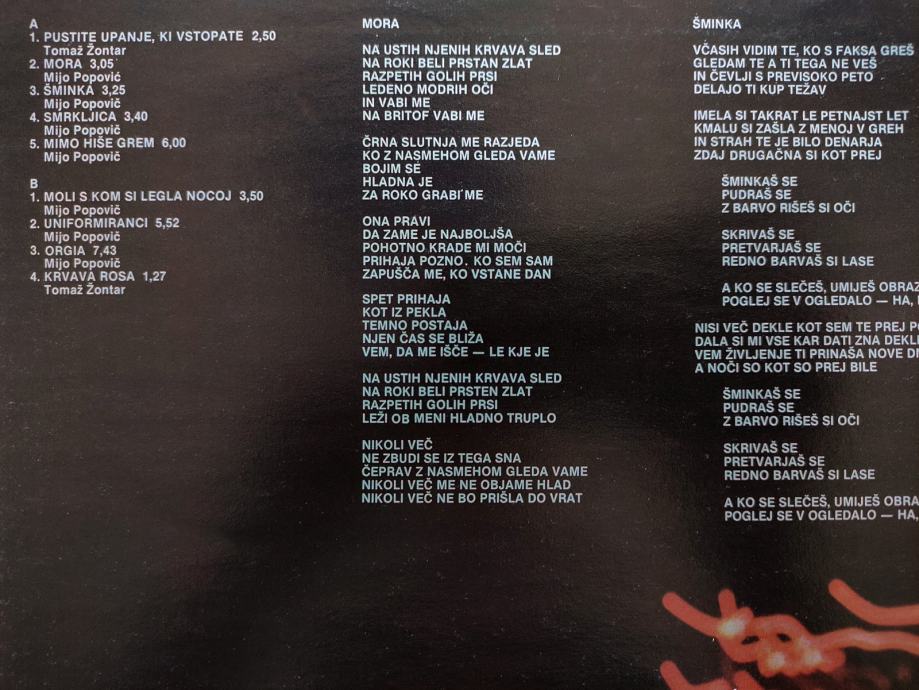 A
1. PUSTITE UPANJE, KI VSTOPATE 2,50
Tomaž Žontar
2. MORA 3,05
Mijo Popović
3. ŠMINKA 3,25
Mijo Popovič
4. SMRKLJICA 3,40
Mijo Popovič
5. MIMO HIŠE GREM 6,00
Mijo Popovič
B
1. MOLI S KOM SI LEGLA NOCOJ 3,50
Mijo Popovič
2. UNIFORMIRANCI 5,52
Mijo Popovič
3. ORGIA 7,43
Mijo Popovič
4. KRVAVA ROSA 1,27
Tomaž Žontar
MORA
NA USTIH NJENIH KRVAVA SLED
NA ROKI BELI PRSTAN ZLAT
RAZPETIH GOLIH PRSI
LEDENO MODRIH OČI
IN VABI ME
NA BRITOF VABI ME
ČRNA SLUTNJA ME RAZJEDA
KO Z NASMEHOM GLEDA VAME
BOJIM SE
HLADNA JE
ZA ROKO GRABI ME
ONA PRAVI
DA ZAME JE NAJBOLJŠA
POHOTNO KRADE MI MOČI
PRIHAJA POZNO. KO SEM SAM
ZAPUŠČA ME, KO VSTANE DAN
SPET PRIHAJA
KOT IZ PEKLA
TEMNO POSTAJA
NJEN ČAS SE BLIŽA
VEM, DA ME IŠČE — LE KJE JE
NA USTIH NJENIH KRVAVA SLED
NA ROKI BELI PRSTEN ZLAT
RAZPETIH GOLIH PRSI
LEŽI OB MENI HLADNO TRUPLO
NIKOLI VEČ
NE ZBUDI SE IZ TEGA SNA
ČEPRAV Z NASMEHOM GLEDA VAME
NIKOLI VEČ ME NE OBJAME HLAD
NIKOLI VEČ NE BO PRIŠLA DO VRAT
ŠMINKA
VČASIH VIDIM TE, KO S FAKSA GREŠ
GLEDAM TE A TI TEGA NE VEŠ
IN ČEVLJI S PREVISOKO PETO
DELAJO TI KUP TEŽAV
IMELA SI TAKRAT LE PETNAJST LET
KMALU SI ZAŠLA Z MENOJ V GREH
IN STRAH TE JE BILO DENARJA
ZDAJ DRUGAČNA SI KOT PREJ
ŠMINKAŠ SE
PUDRAŠ SE
Z BARVO RIŠEŠ SI OČI
SKRIVAŠ SE
PRETVARJAŠ SE
REDNO BARVAŠ SI LASE
A KO SE SLEČEŠ, UMIJEŠ OBRAZ
POGLEJ SE V OGLEDALO — HA,
NISI VEČ DEKLE KOT SEM TE PREJ
DALA SI MI VSE KAR DATI ZNA
VEM ŽIVLJENJE TI PRINAŠA NOVE
A NOČI SO KOT SO PREJ BILE
ŠMINKAŠ SE
PUDRAŠ SE
Z BARVO RIŠEŠ SI OČI
SKRIVAŠ SE
PRETVARJAŠ SE
REDNO BARVAŠ SI LASE
A KO SE SLEČEŠ, UMIJEŠ
POGLEJ SE V OGLEDALO — HA,